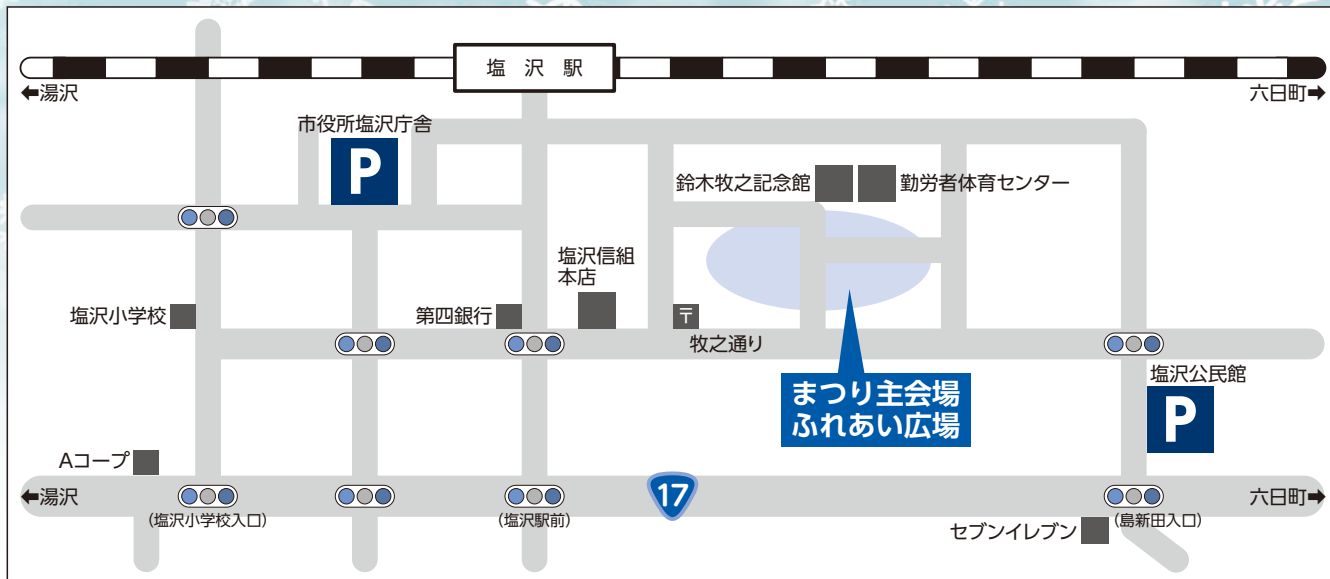 塩沢駅
←湯沢
六日町→
市役所塩沢庁舎
P
鈴木牧之記念館
勤労者体育センター
塩沢信組
本店
塩沢小学校
第四銀行
〒
牧之通り
まつり主会場
ふれあい広場
塩沢公民館
P
Aコープ
←湯沢
17
六日町→
(塩沢小学校入口)
(塩沢駅前)
(島新田入口)
セブンイレブン